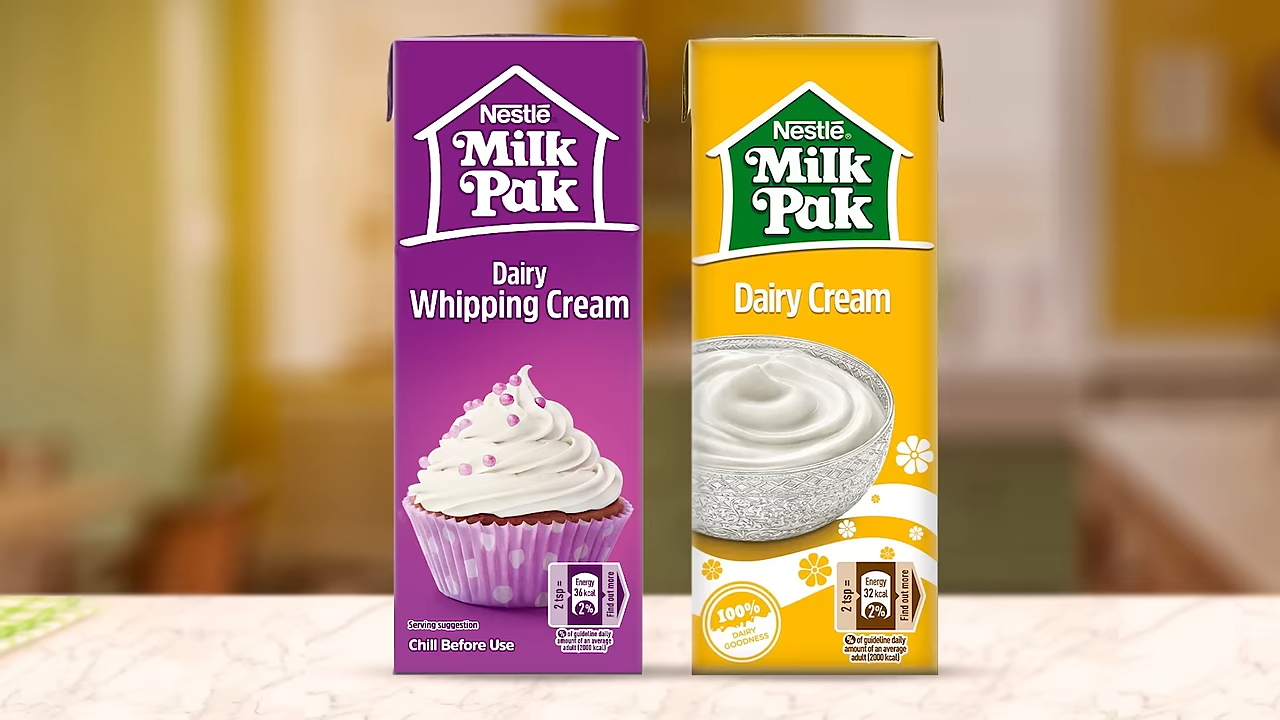 Nestlé
Milk
Pak
Dairy
Whipping Cream
2 tsp =
Energy
36 kcal
2%
Find out more
% of guideline daily
amount of an average
adult (2000 kcal)
Serving suggestion
Chill Before Use
Nestlé®
Milk
Pak
Dairy Cream
100%
DAIRY
GOODNESS
2 tsp =
Energy
32 kcal
2%
Find out more
% of guideline daily
amount of an average
adult (2000 kcal)